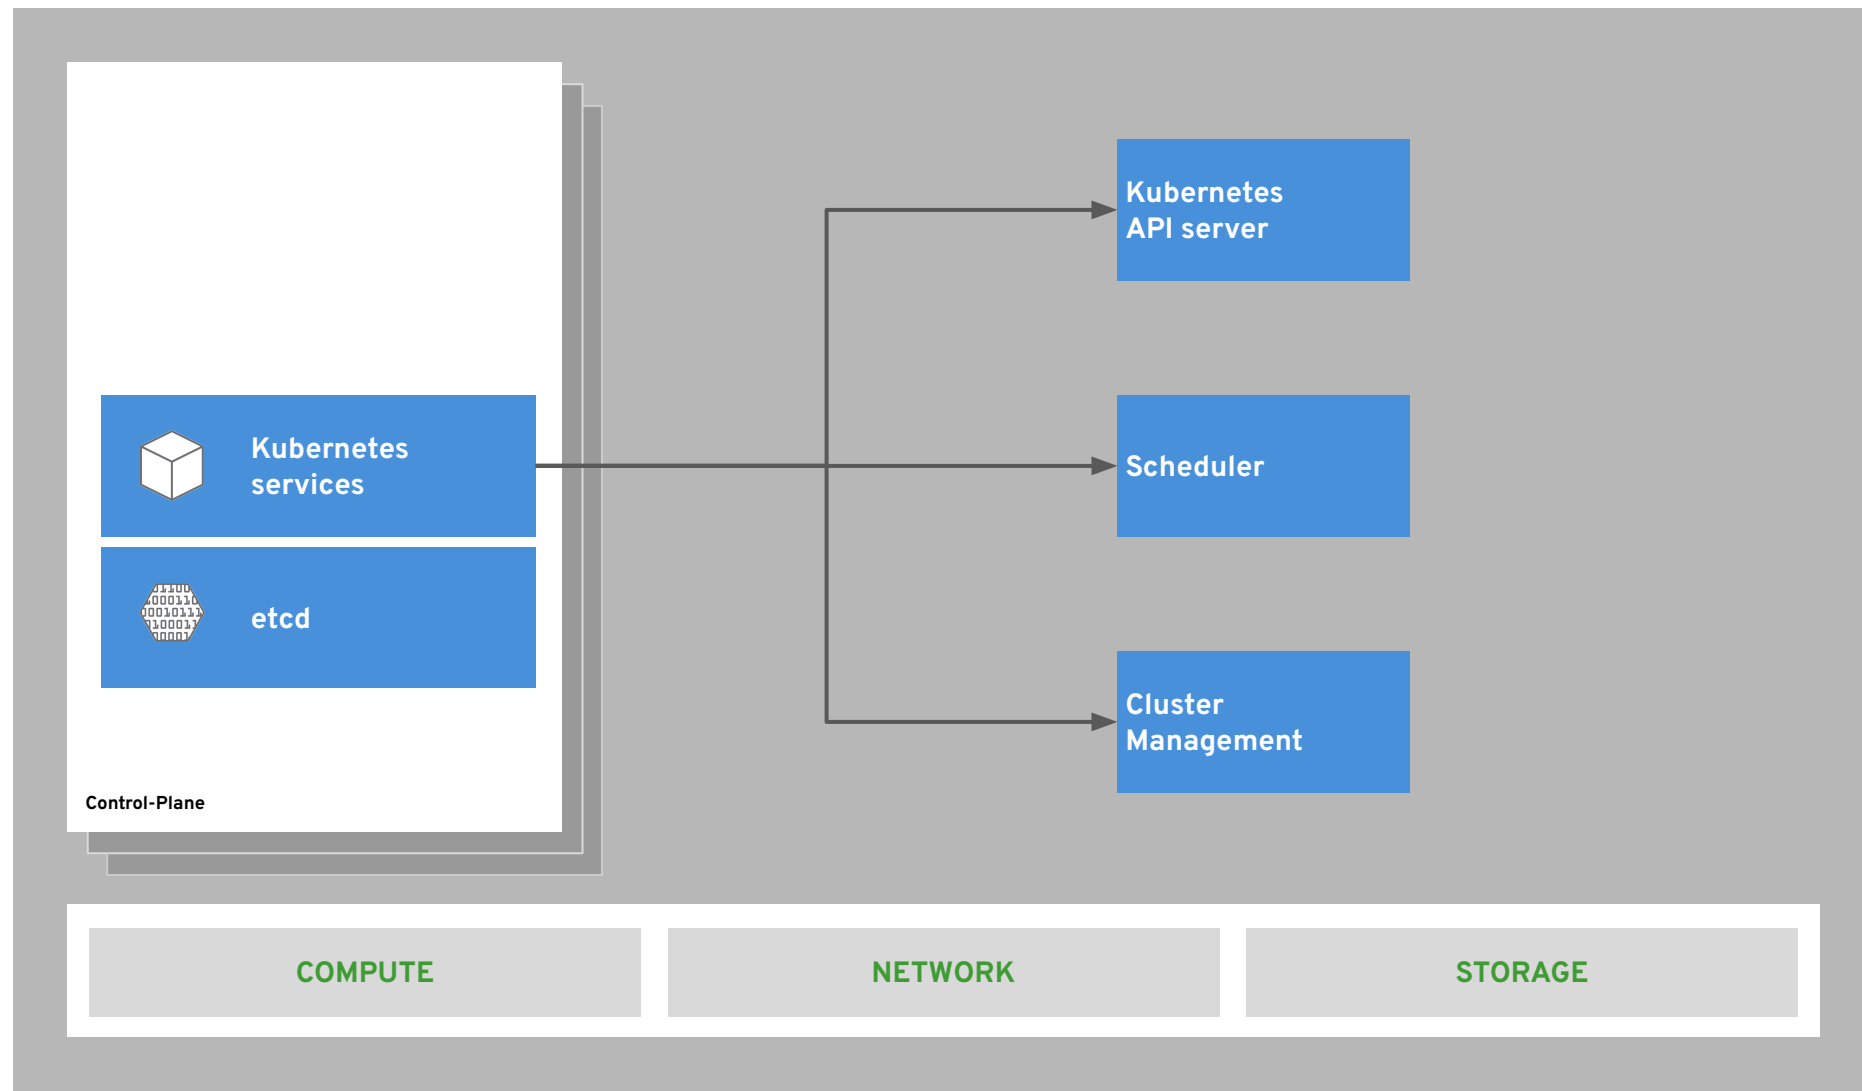 Kubernetes
services
etcd
Control-Plane
Kubernetes
API server
Scheduler
Cluster
Management
COMPUTE
NETWORK
STORAGE